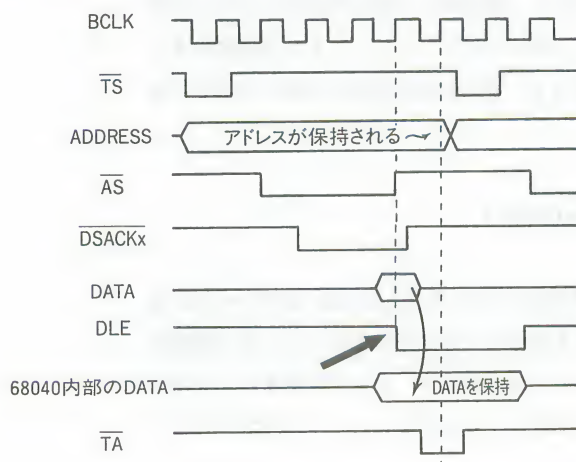 BCLK
TS
ADDRESS
アドレスが保持される〜
AS
DSACKx
DATA
DLE
68040内部のDATA
DATAを保持
TA